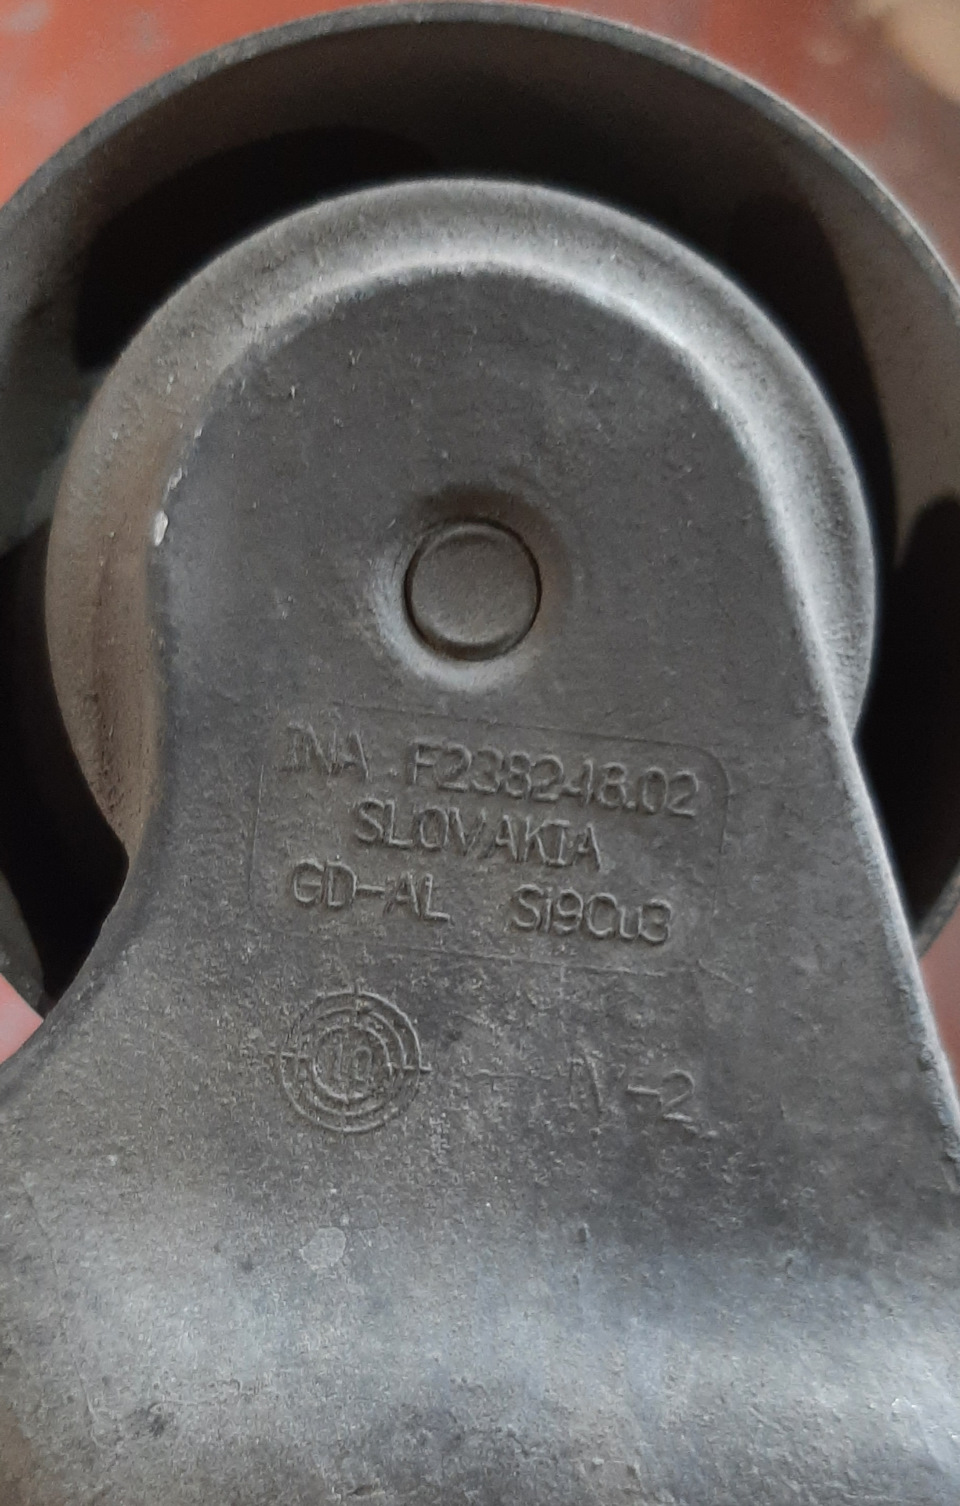 INA F238248.02
SLOVAKIA
GD-AL Si9Cu3
10
IV-2